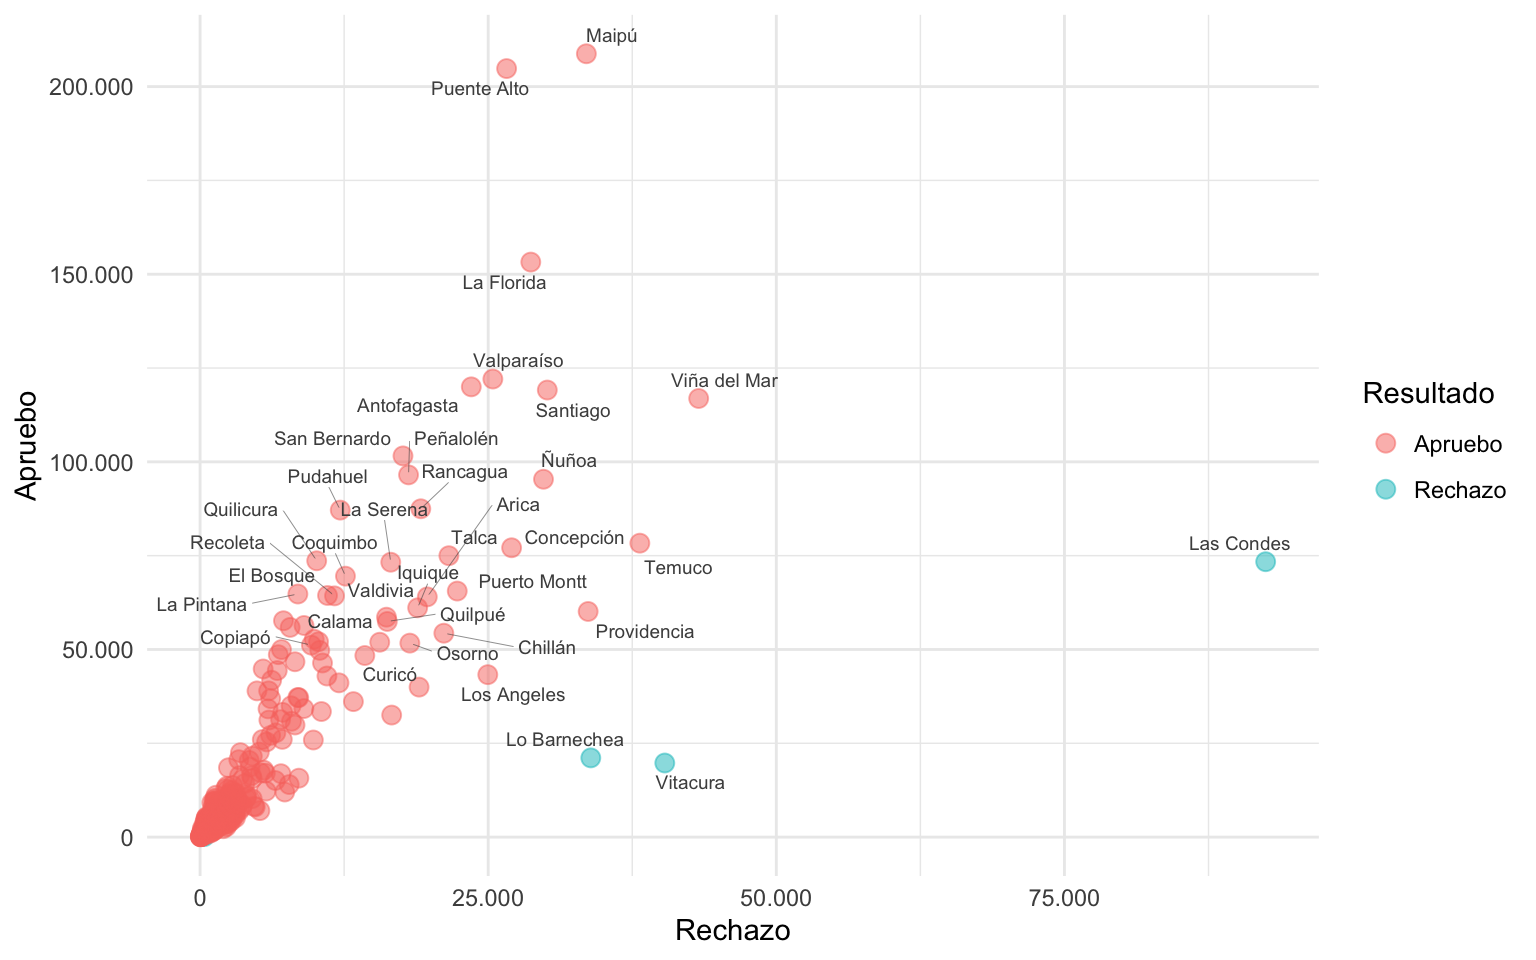 Maipú
Puente Alto
200.000
La Florida
150.000
Valparaíso
Viña del Mar
Antofagasta
Santiago
San Bernardo
Peñalolén
Ñuñoa
100.000
Pudahuel
Rancagua
Quilicura
La Serena
Arica
Recoleta
Coquimbo
Talca
Concepción
Temuco
Las Condes
El Bosque
Iquique
Valdivia
Puerto Montt
La Pintana
Calama
Quilpué
Providencia
Copiapó
Chillán
50.000
Osorno
Curicó
Los Angeles
Lo Barnechea
Vitacura
0
0
25.000
50.000
75.000
Rechazo
Apruebo
Resultado
Apruebo
Rechazo